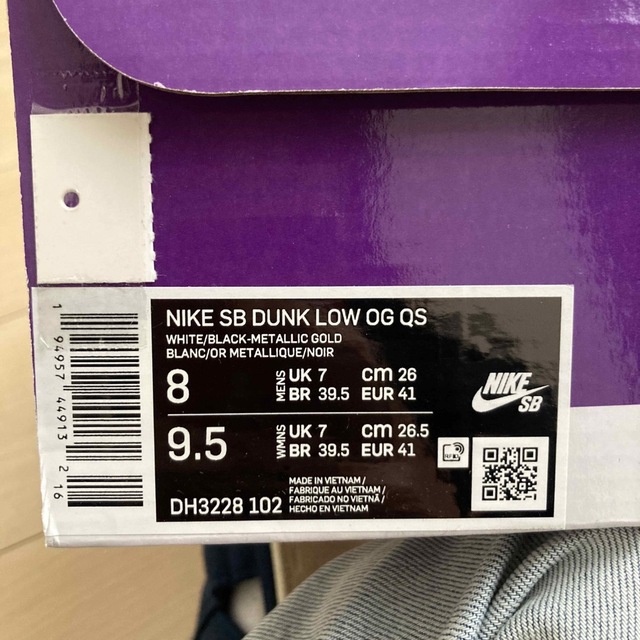 NIKE SB DUNK LOW OG QS
WHITE/BLACK-METALLIC GOLD
BLANC/OR METALLIQUE/NOIR
8 MENS UK 7 cm 26
BR 39.5 EUR 41
9.5 WMNS UK 7 cm 26.5
BR 39.5 EUR 41
DH3228 102
MADE IN VIETNAM /
FABRIQUE AU VIETNAM /
FABRICADO NO VIETNÃ /
HECHO EN VIETNAM
NIKE
SB
1 94957 44913 2 16